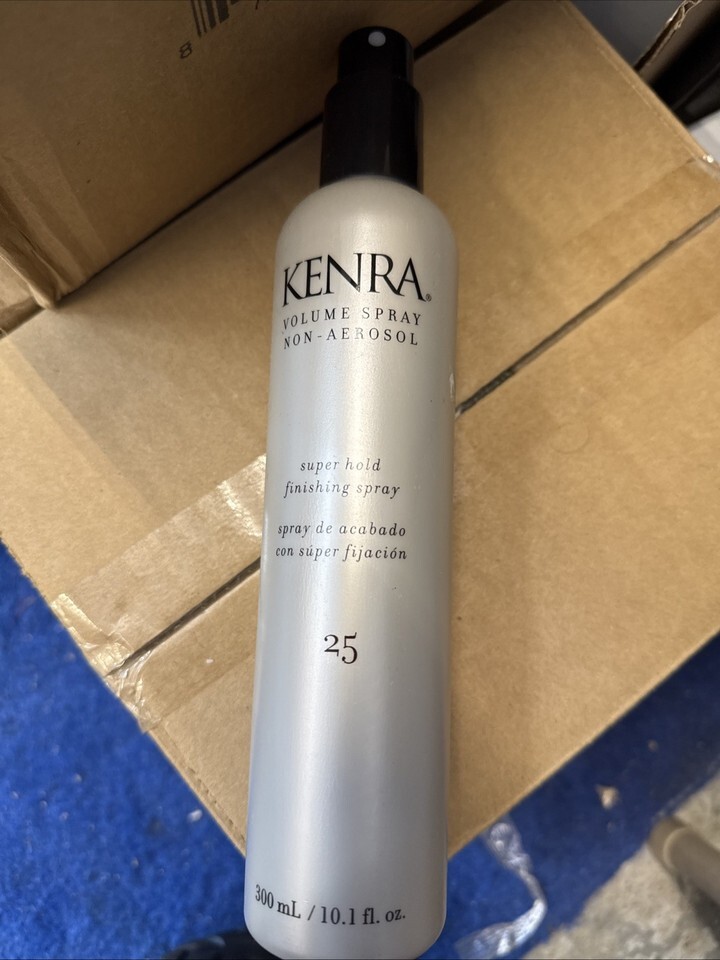 8
KENRA®
VOLUME SPRAY
NON-AEROSOL
super hold
finishing spray
spray de acabado
con súper fijación
25
300 mL / 10.1 fl. oz.